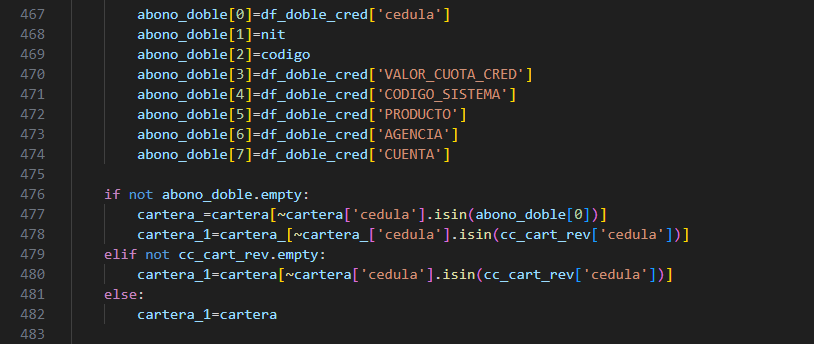 467 abono_doble[0]=df_doble_cred['cedula']
468 abono_doble[1]=nit
469 abono_doble[2]=codigo
470 abono_doble[3]=df_doble_cred['VALOR_CUOTA_CRED']
471 abono_doble[4]=df_doble_cred['CODIGO_SISTEMA']
472 abono_doble[5]=df_doble_cred['PRODUCTO']
473 abono_doble[6]=df_doble_cred['AGENCIA']
474 abono_doble[7]=df_doble_cred['CUENTA']
475
476 if not abono_doble.empty:
477 cartera_=cartera[~cartera['cedula'].isin(abono_doble[0])]
478 cartera_1=cartera_[~cartera_['cedula'].isin(cc_cart_rev['cedula'])]
479 elif not cc_cart_rev.empty:
480 cartera_1=cartera[~cartera['cedula'].isin(cc_cart_rev['cedula'])]
481 else:
482 cartera_1=cartera
483